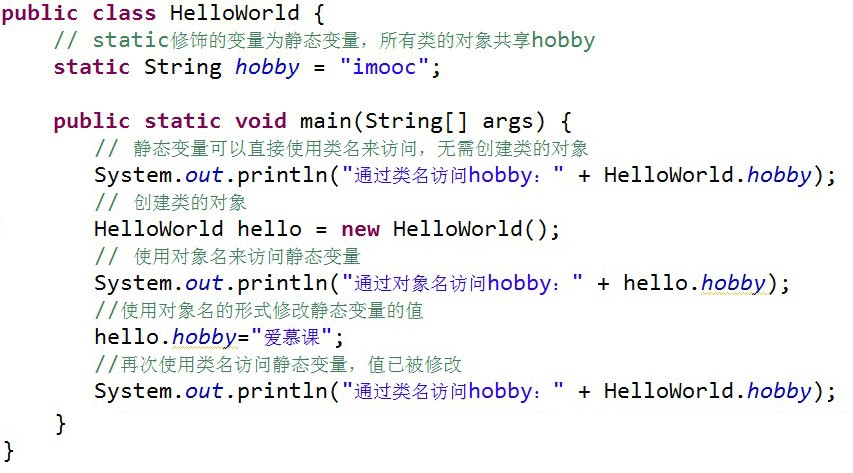 public class HelloWorld {
// static修饰的变量为静态变量，所有类的对象共享hobby
static String hobby = "imooc";
public static void main(String[] args) {
// 静态变量可以直接使用类名来访问，无需创建类的对象
System.out.println("通过类名访问hobby：" + HelloWorld.hobby);
// 创建类的对象
HelloWorld hello = new HelloWorld();
// 使用对象名来访问静态变量
System.out.println("通过对象名访问hobby：" + hello.hobby);
//使用对象名的形式修改静态变量的值
hello.hobby="爱慕课";
//再次使用类名访问静态变量，值已被修改
System.out.println("通过类名访问hobby：" + HelloWorld.hobby);
}
}